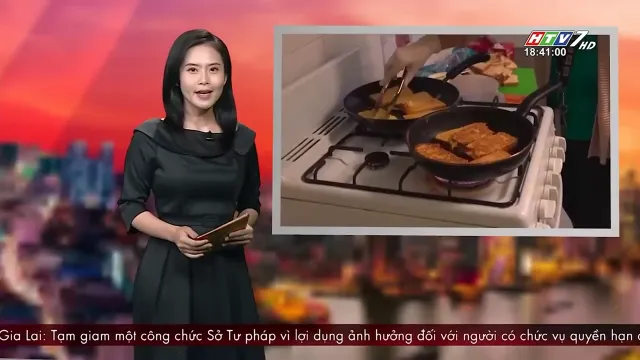 HTV7 HD
18:41:00
Gia Lai: Tạm giam một công chức Sở Tư pháp vì lợi dụng ảnh hưởng đối với người có chức vụ quyền hạn